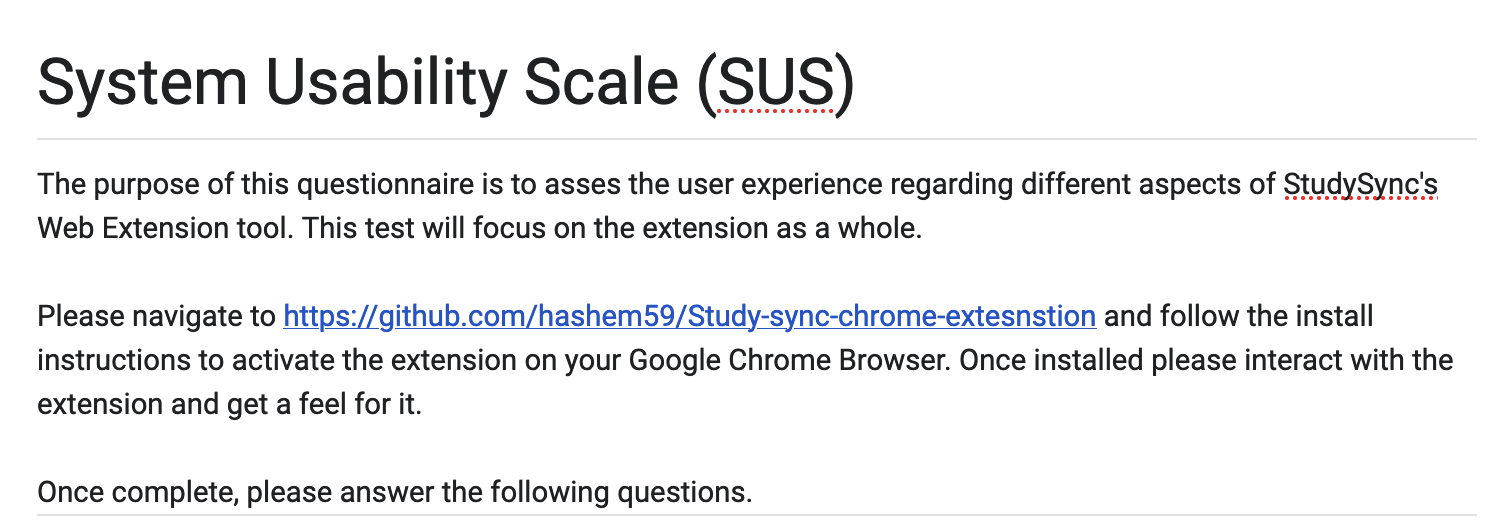 System Usability Scale (SUS)
The purpose of this questionnaire is to asses the user experience regarding different aspects of StudySync's
Web Extension tool. This test will focus on the extension as a whole.
Please navigate to https://github.com/hashem59/Study-sync-chrome-extesnstion and follow the install
instructions to activate the extension on your Google Chrome Browser. Once installed please interact with the
extension and get a feel for it.
Once complete, please answer the following questions.